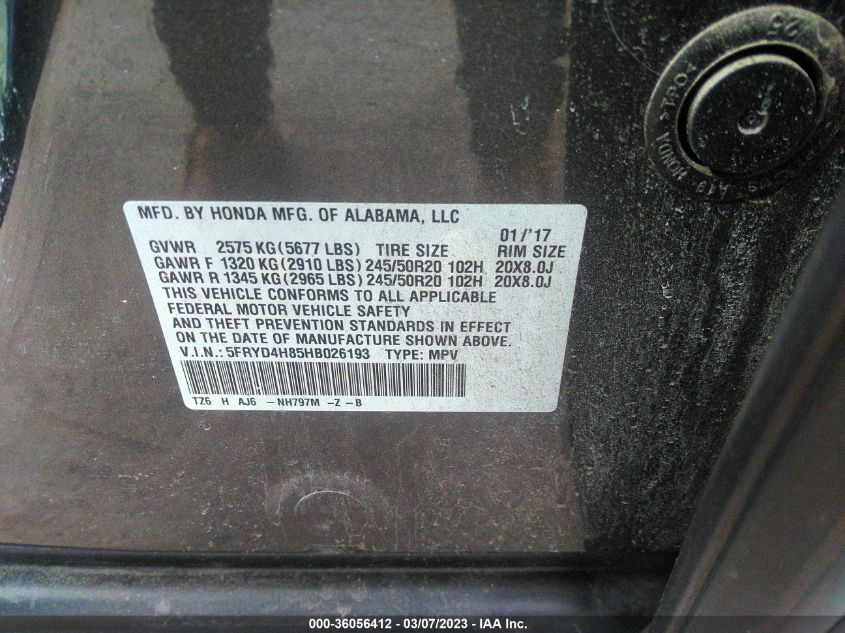 25
>POM<
HONDA
MFD. BY HONDA MFG. OF ALABAMA, LLC
01/'17
GVWR 2575 KG (5677 LBS) TIRE SIZE RIM SIZE
GAWR F 1320 KG (2910 LBS) 245/50R20 102H 20X8.0J
GAWR R 1345 KG (2965 LBS) 245/50R20 102H 20X8.0J
THIS VEHICLE CONFORMS TO ALL APPLICABLE
FEDERAL MOTOR VEHICLE SAFETY
AND THEFT PREVENTION STANDARDS IN EFFECT
ON THE DATE OF MANUFACTURE SHOWN ABOVE.
V.I.N.: 5FRYD4H85HB026193 TYPE: MPV
TZ6 H AJ6 - NH797M - Z - B
000-36056412 - 03/07/2023 - IAA Inc.